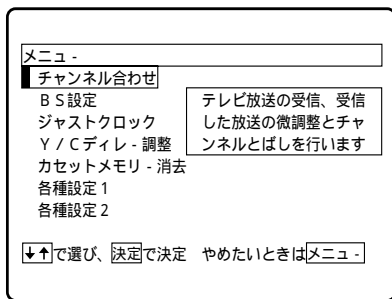 メニュ-
チャンネル合わせ
BS設定
ジャストクロック
Y/Cディレ-調整
カセットメモリ-消去
各種設定1
各種設定2
テレビ放送の受信、受信
した放送の微調整とチャ
ンネルとばしを行います
↓↑で選び、決定で決定 やめたいときはメニュ-